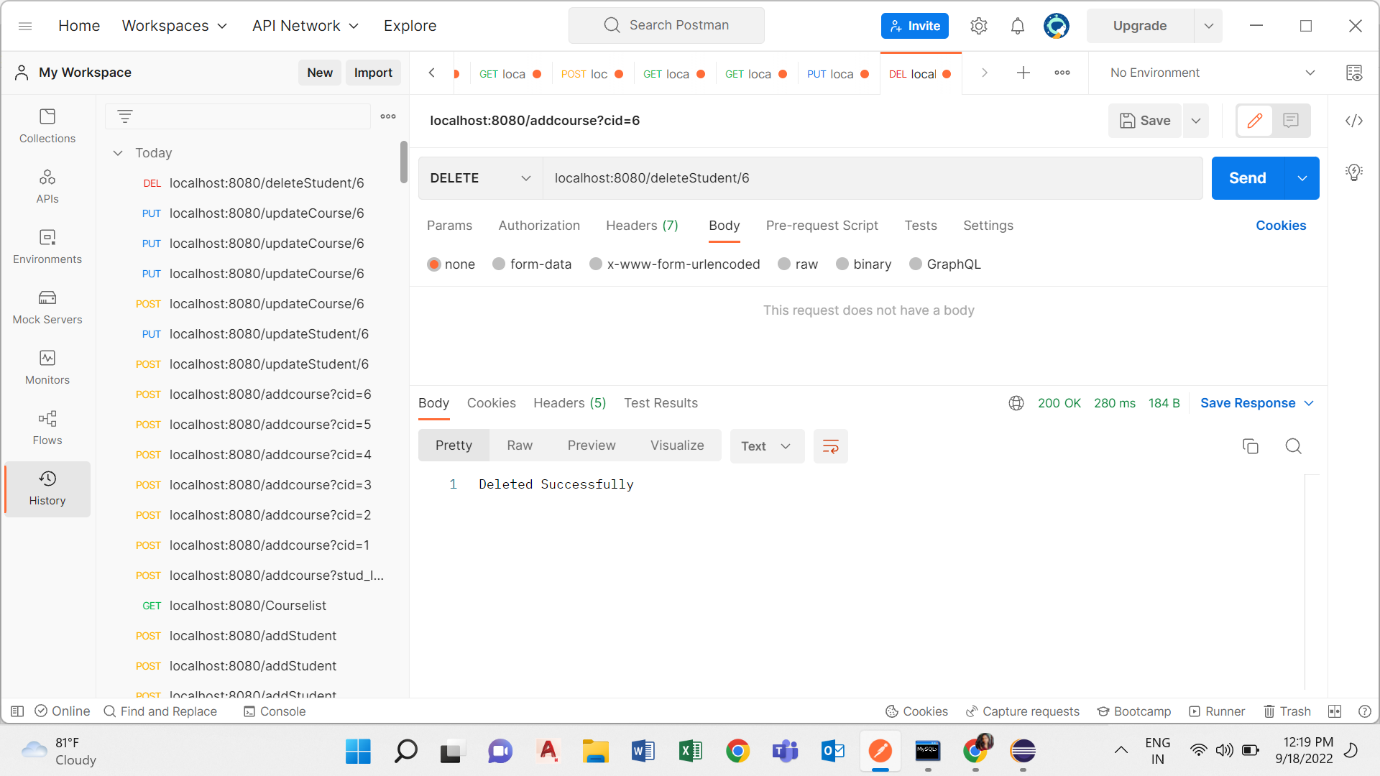 Home Workspaces API Network Explore Search Postman Invite Upgrade
My Workspace New Import GET loca POST loc GET loca GET loca PUT loca DEL local No Environment
Collections
APIs
Environments
Mock Servers
Monitors
Flows
History
Today
DEL localhost:8080/deleteStudent/6
PUT localhost:8080/updateCourse/6
PUT localhost:8080/updateCourse/6
PUT localhost:8080/updateCourse/6
POST localhost:8080/updateCourse/6
PUT localhost:8080/updateStudent/6
POST localhost:8080/updateStudent/6
POST localhost:8080/addcourse?cid=6
POST localhost:8080/addcourse?cid=5
POST localhost:8080/addcourse?cid=4
POST localhost:8080/addcourse?cid=3
POST localhost:8080/addcourse?cid=2
POST localhost:8080/addcourse?cid=1
POST localhost:8080/addcourse?stud_l...
GET localhost:8080/Courselist
POST localhost:8080/addStudent
POST localhost:8080/addStudent
POST localhost:8080/addStudent
localhost:8080/addcourse?cid=6 Save
DELETE localhost:8080/deleteStudent/6 Send
Params Authorization Headers (7) Body Pre-request Script Tests Settings Cookies
none form-data x-www-form-urlencoded raw binary GraphQL
This request does not have a body
Body Cookies Headers (5) Test Results 200 OK 280 ms 184 B Save Response
Pretty Raw Preview Visualize Text
1 Deleted Successfully
Online Find and Replace Console Cookies Capture requests Bootcamp Runner Trash
81°F
Cloudy
MySQL
ENG
IN
12:19 PM
9/18/2022